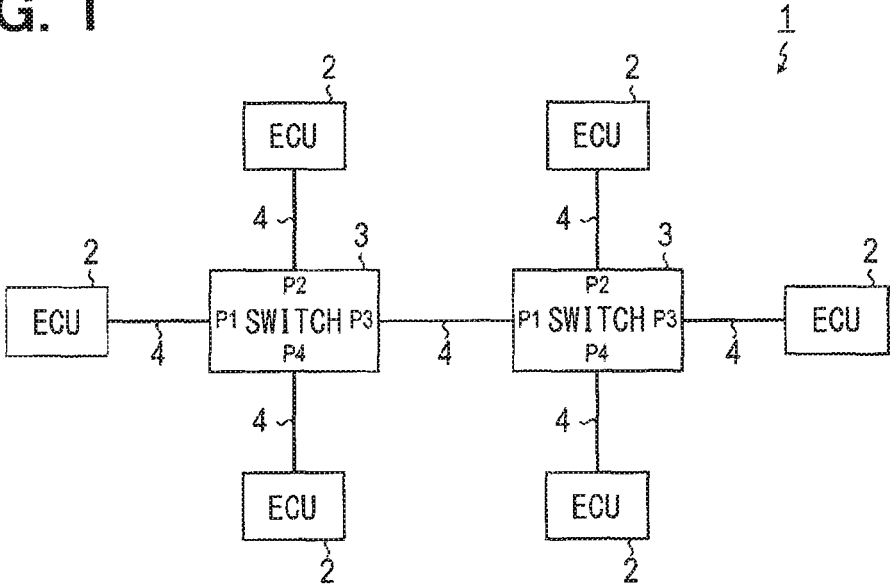 G. 1
1
2 2
ECU ECU
4 4
2 3 3 2
P2 P2
ECU P1 SWITCH P3 P1 SWITCH P3 ECU
4 P4 4 P4 4
4 4
ECU ECU
2 2